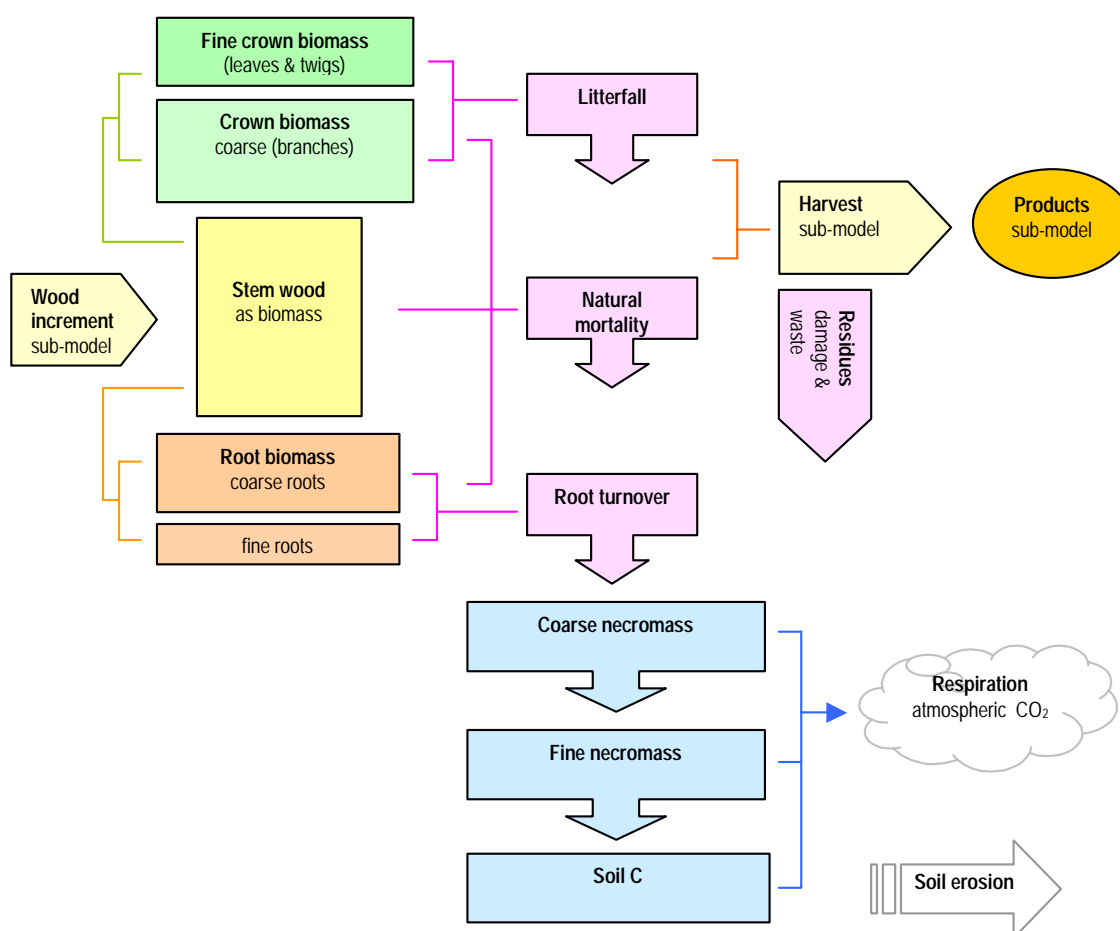 Fine crown biomass
(leaves & twigs)
Crown biomass
coarse (branches)
Litterfall
Harvest
sub-model
Products
sub-model
Wood
increment
sub-model
Stem wood
as biomass
Natural
mortality
Residues
damage &
waste
Root biomass
coarse roots
fine roots
Root turnover
Coarse necromass
Respiration
atmospheric CO₂
Fine necromass
Soil C
Soil erosion